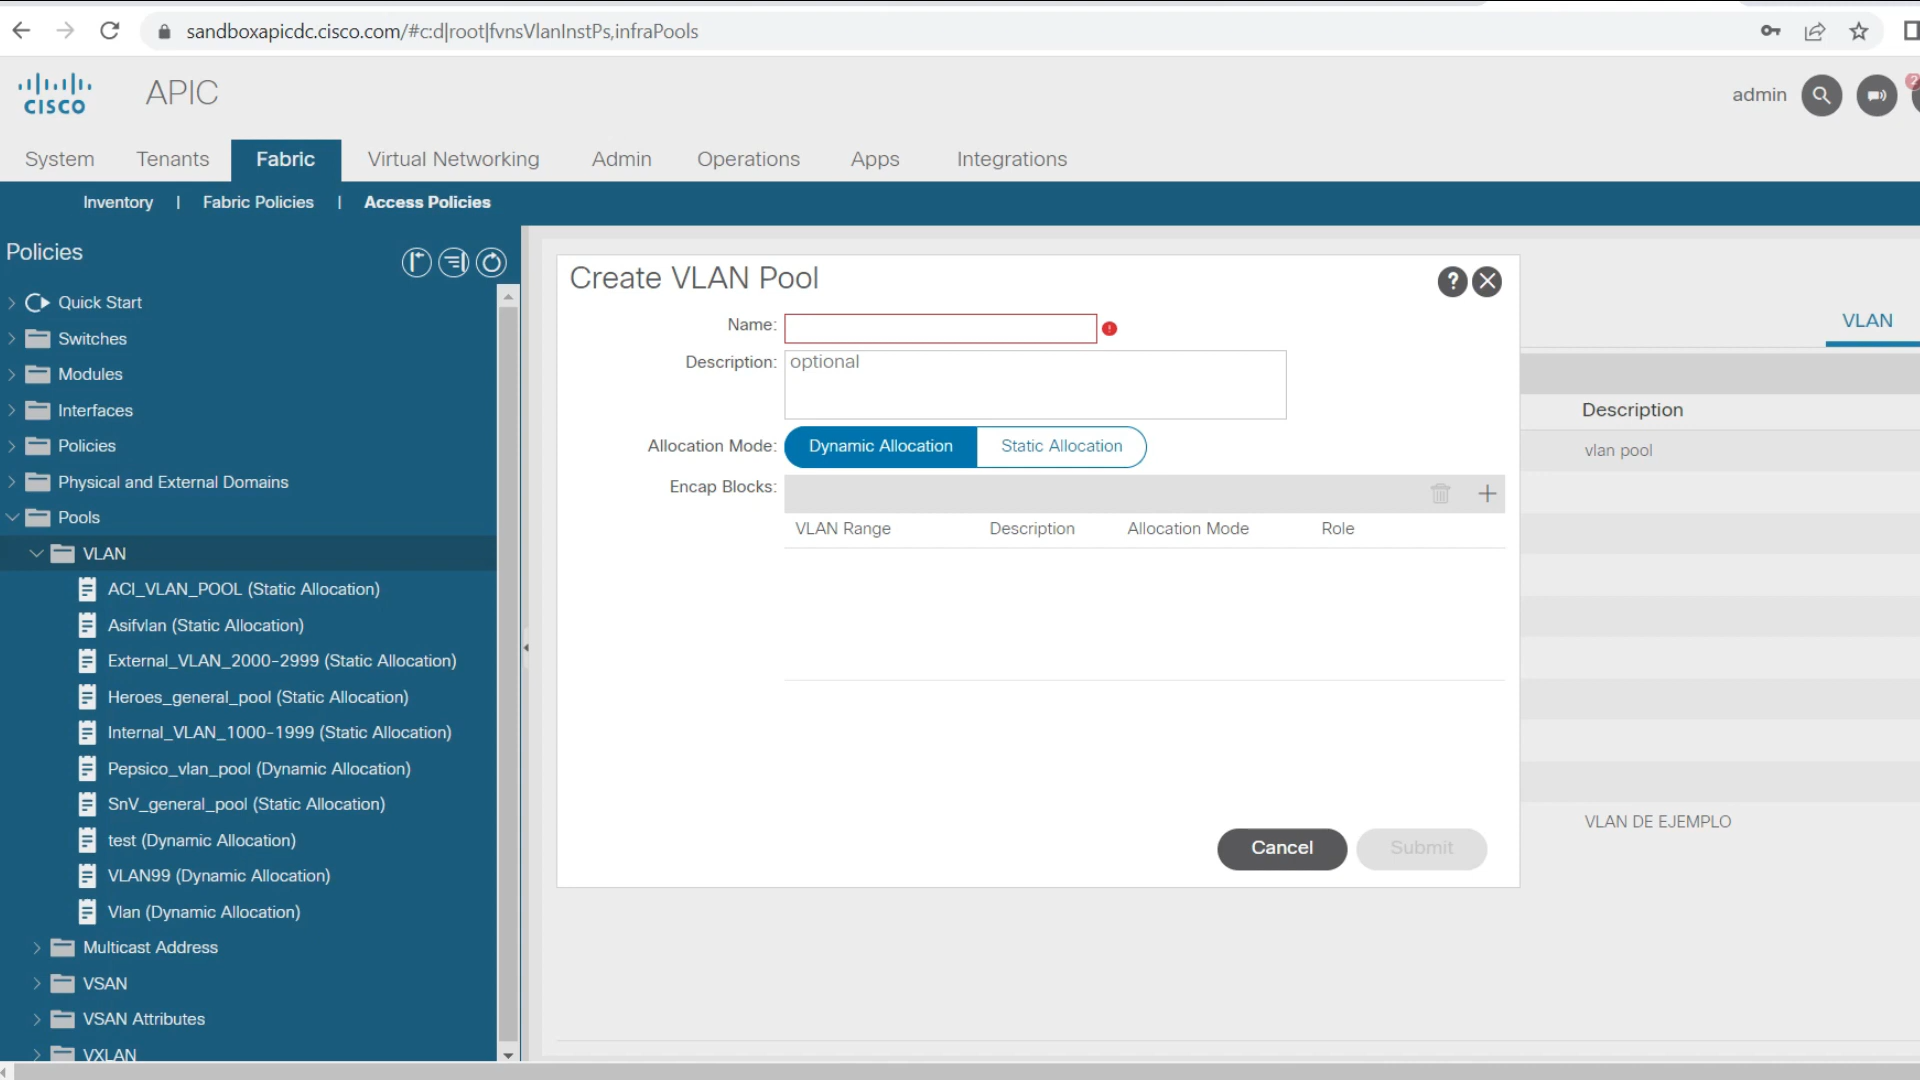 sandboxapicdc.cisco.com/#c:d|root|fvnsVlanInstPs,infraPools
CISCO
APIC
admin
2
System
Tenants
Fabric
Virtual Networking
Admin
Operations
Apps
Integrations
Inventory | Fabric Policies | Access Policies
Policies
Quick Start
Switches
Modules
Interfaces
Policies
Physical and External Domains
Pools
VLAN
ACI_VLAN_POOL (Static Allocation)
Asifvlan (Static Allocation)
External_VLAN_2000-2999 (Static Allocation)
Heroes_general_pool (Static Allocation)
Internal_VLAN_1000-1999 (Static Allocation)
Pepsico_vlan_pool (Dynamic Allocation)
SnV_general_pool (Static Allocation)
test (Dynamic Allocation)
VLAN99 (Dynamic Allocation)
Vlan (Dynamic Allocation)
Multicast Address
VSAN
VSAN Attributes
VXLAN
Create VLAN Pool
?
Name:
!
Description:
optional
Allocation Mode:
Dynamic Allocation
Static Allocation
Encap Blocks:
VLAN Range
Description
Allocation Mode
Role
Cancel
Submit
VLAN
Description
vlan pool
VLAN DE EJEMPLO